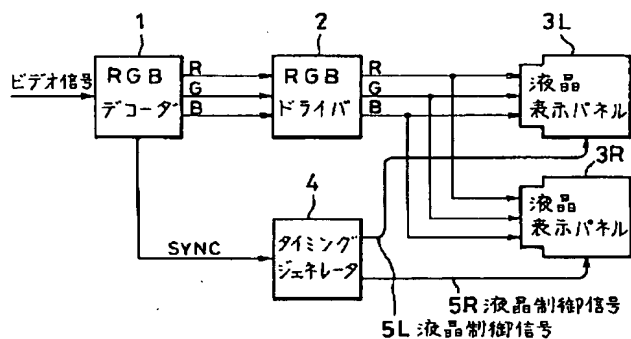 1
2
3L
ビデオ信号
RGB
デコーダ
R
G
B
RGB
ドライバ
R
G
B
液晶
表示パネル
3R
液晶
表示パネル
4
SYNC
タイミング
ジェネレータ
5R 液晶制御信号
5L 液晶制御信号